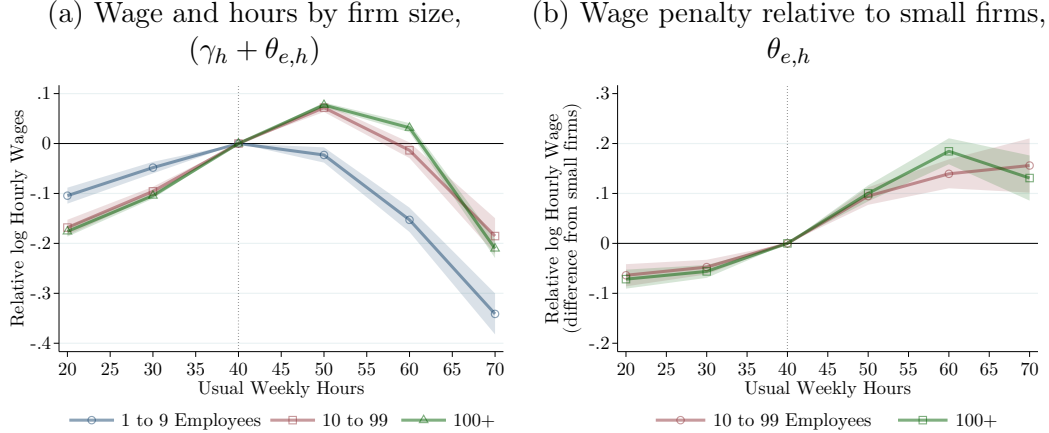 (a) Wage and hours by firm size,
(γ_h + θ_{e,h})
Relative log Hourly Wages
.1
0
-.1
-.2
-.3
-.4
20 25 30 35 40 45 50 55 60 65 70
Usual Weekly Hours
1 to 9 Employees 10 to 99 100+
(b) Wage penalty relative to small firms,
θ_{e,h}
Relative log Hourly Wage
(difference from small firms)
.3
.2
.1
0
-.1
-.2
20 25 30 35 40 45 50 55 60 65 70
Usual Weekly Hours
10 to 99 Employees 100+